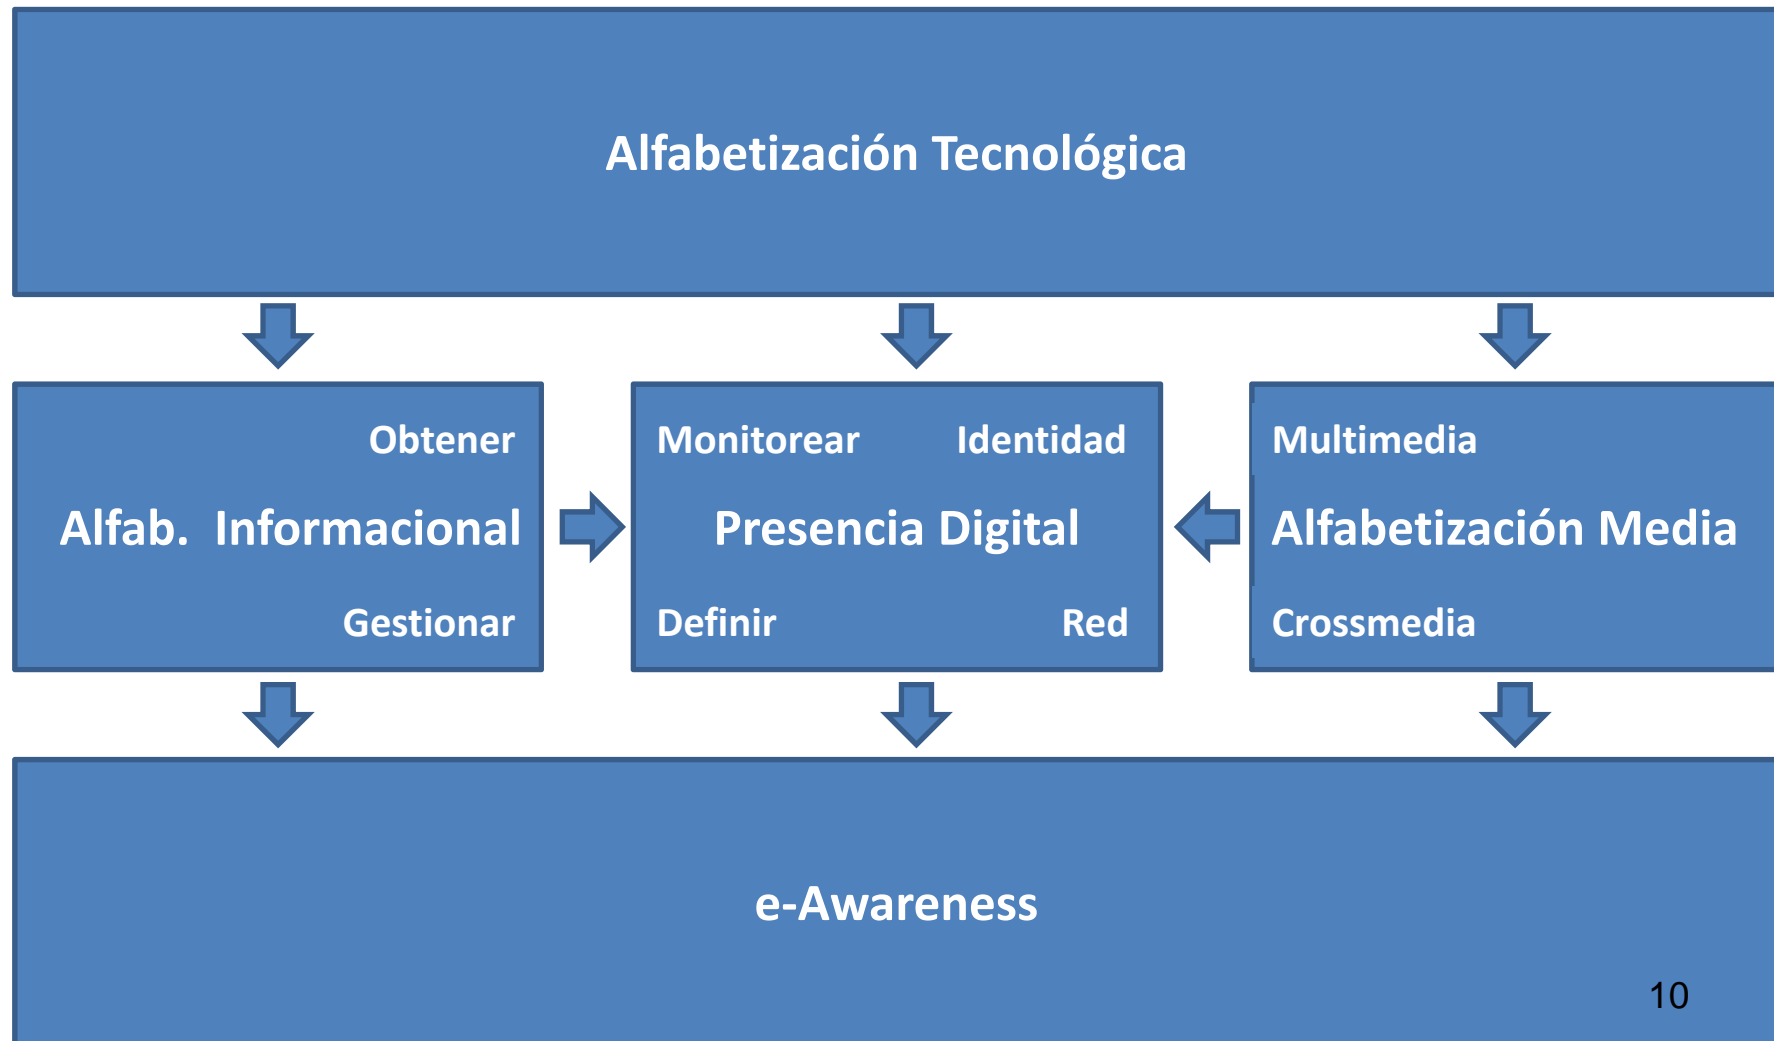 Alfabetización Tecnológica
Obtener
Alfab.  Informacional
Gestionar
Monitorear Identidad
Presencia Digital
Definir Red
Multimedia
Alfabetización Media
Crossmedia
e-Awareness
10